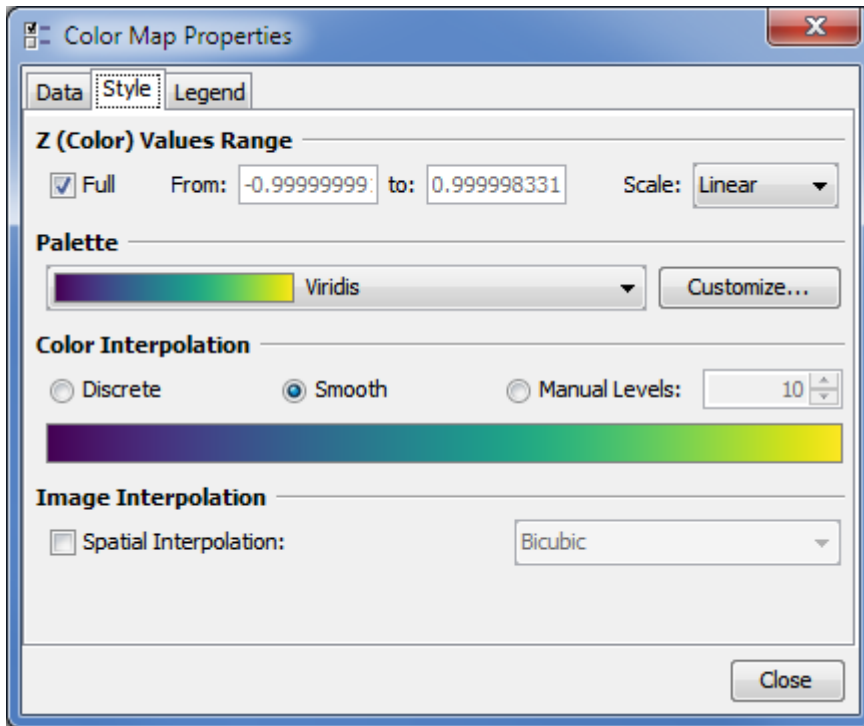 Color Map Properties
Data Style Legend
Z (Color) Values Range
Full From: -0.99999999 to: 0.999998331 Scale: Linear
Palette
Viridis Customize...
Color Interpolation
Discrete Smooth Manual Levels: 10
Image Interpolation
Spatial Interpolation: Bicubic
Close